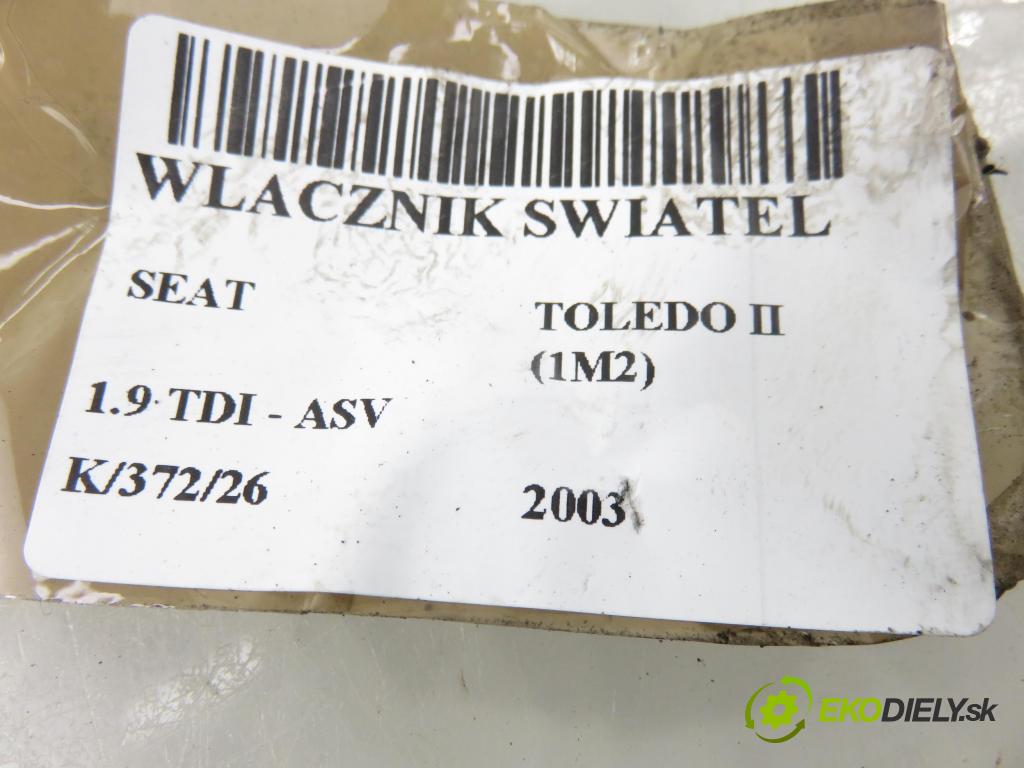 WLACZNIK SWIATEL
SEAT
TOLEDO II
(1M2)
1.9 TDI - ASV
K/372/26
2003
EKODIELY.sk